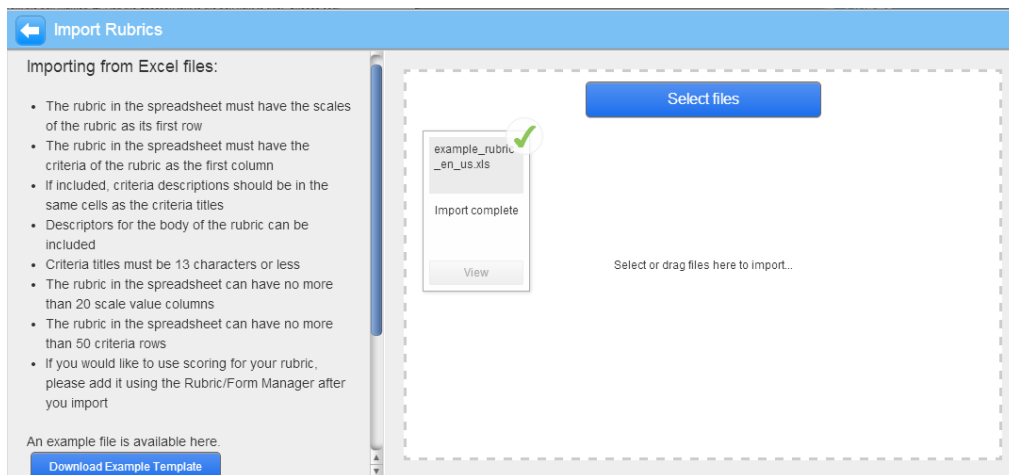 Import Rubrics
Importing from Excel files:
• The rubric in the spreadsheet must have the scales
of the rubric as its first row
• The rubric in the spreadsheet must have the
criteria of the rubric as the first column
• If included, criteria descriptions should be in the
same cells as the criteria titles
• Descriptors for the body of the rubric can be
included
• Criteria titles must be 13 characters or less
• The rubric in the spreadsheet can have no more
than 20 scale value columns
• The rubric in the spreadsheet can have no more
than 50 criteria rows
• If you would like to use scoring for your rubric,
please add it using the Rubric/Form Manager after
you import
An example file is available here.
Download Example Template
Select files
example_rubric
_en_us.xls
Import complete
View
Select or drag files here to import...